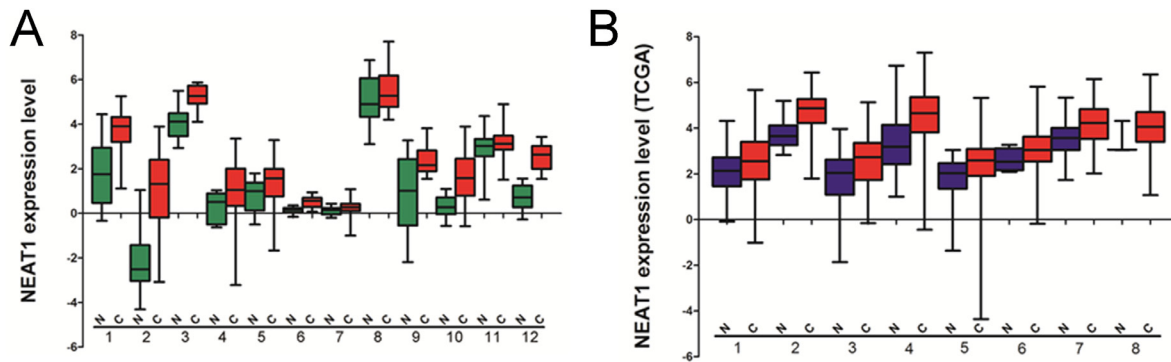 A
NEAT1 expression level
8
6
4
2
0
-2
-4
-6
N C N C N C N C N C N C N C N C N C N C N C N C
1 2 3 4 5 6 7 8 9 10 11 12
B
NEAT1 expression level (TCGA)
8
6
4
2
0
-2
-4
-6
N C N C N C N C N C N C N C N C
1 2 3 4 5 6 7 8